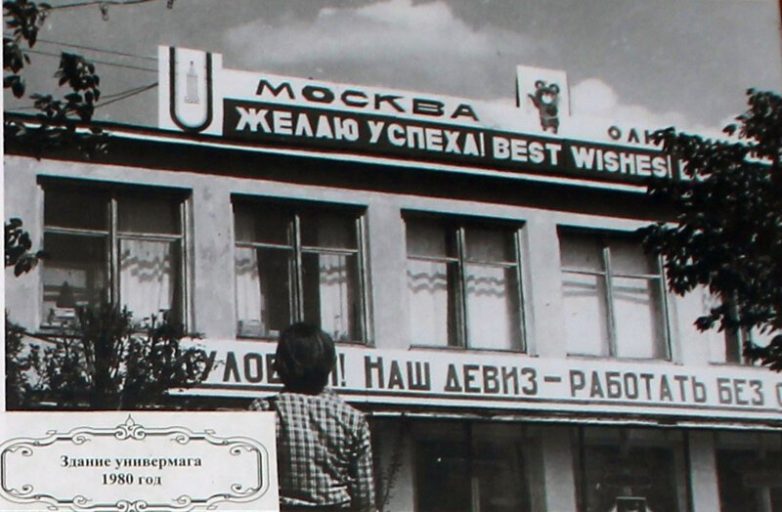 МОСКВА
ЖЕЛАЮ УСПЕХА! BEST WISHES!
НАШ ДЕВИЗ – РАБОТАТЬ БЕЗ
Здание универмага
1980 год